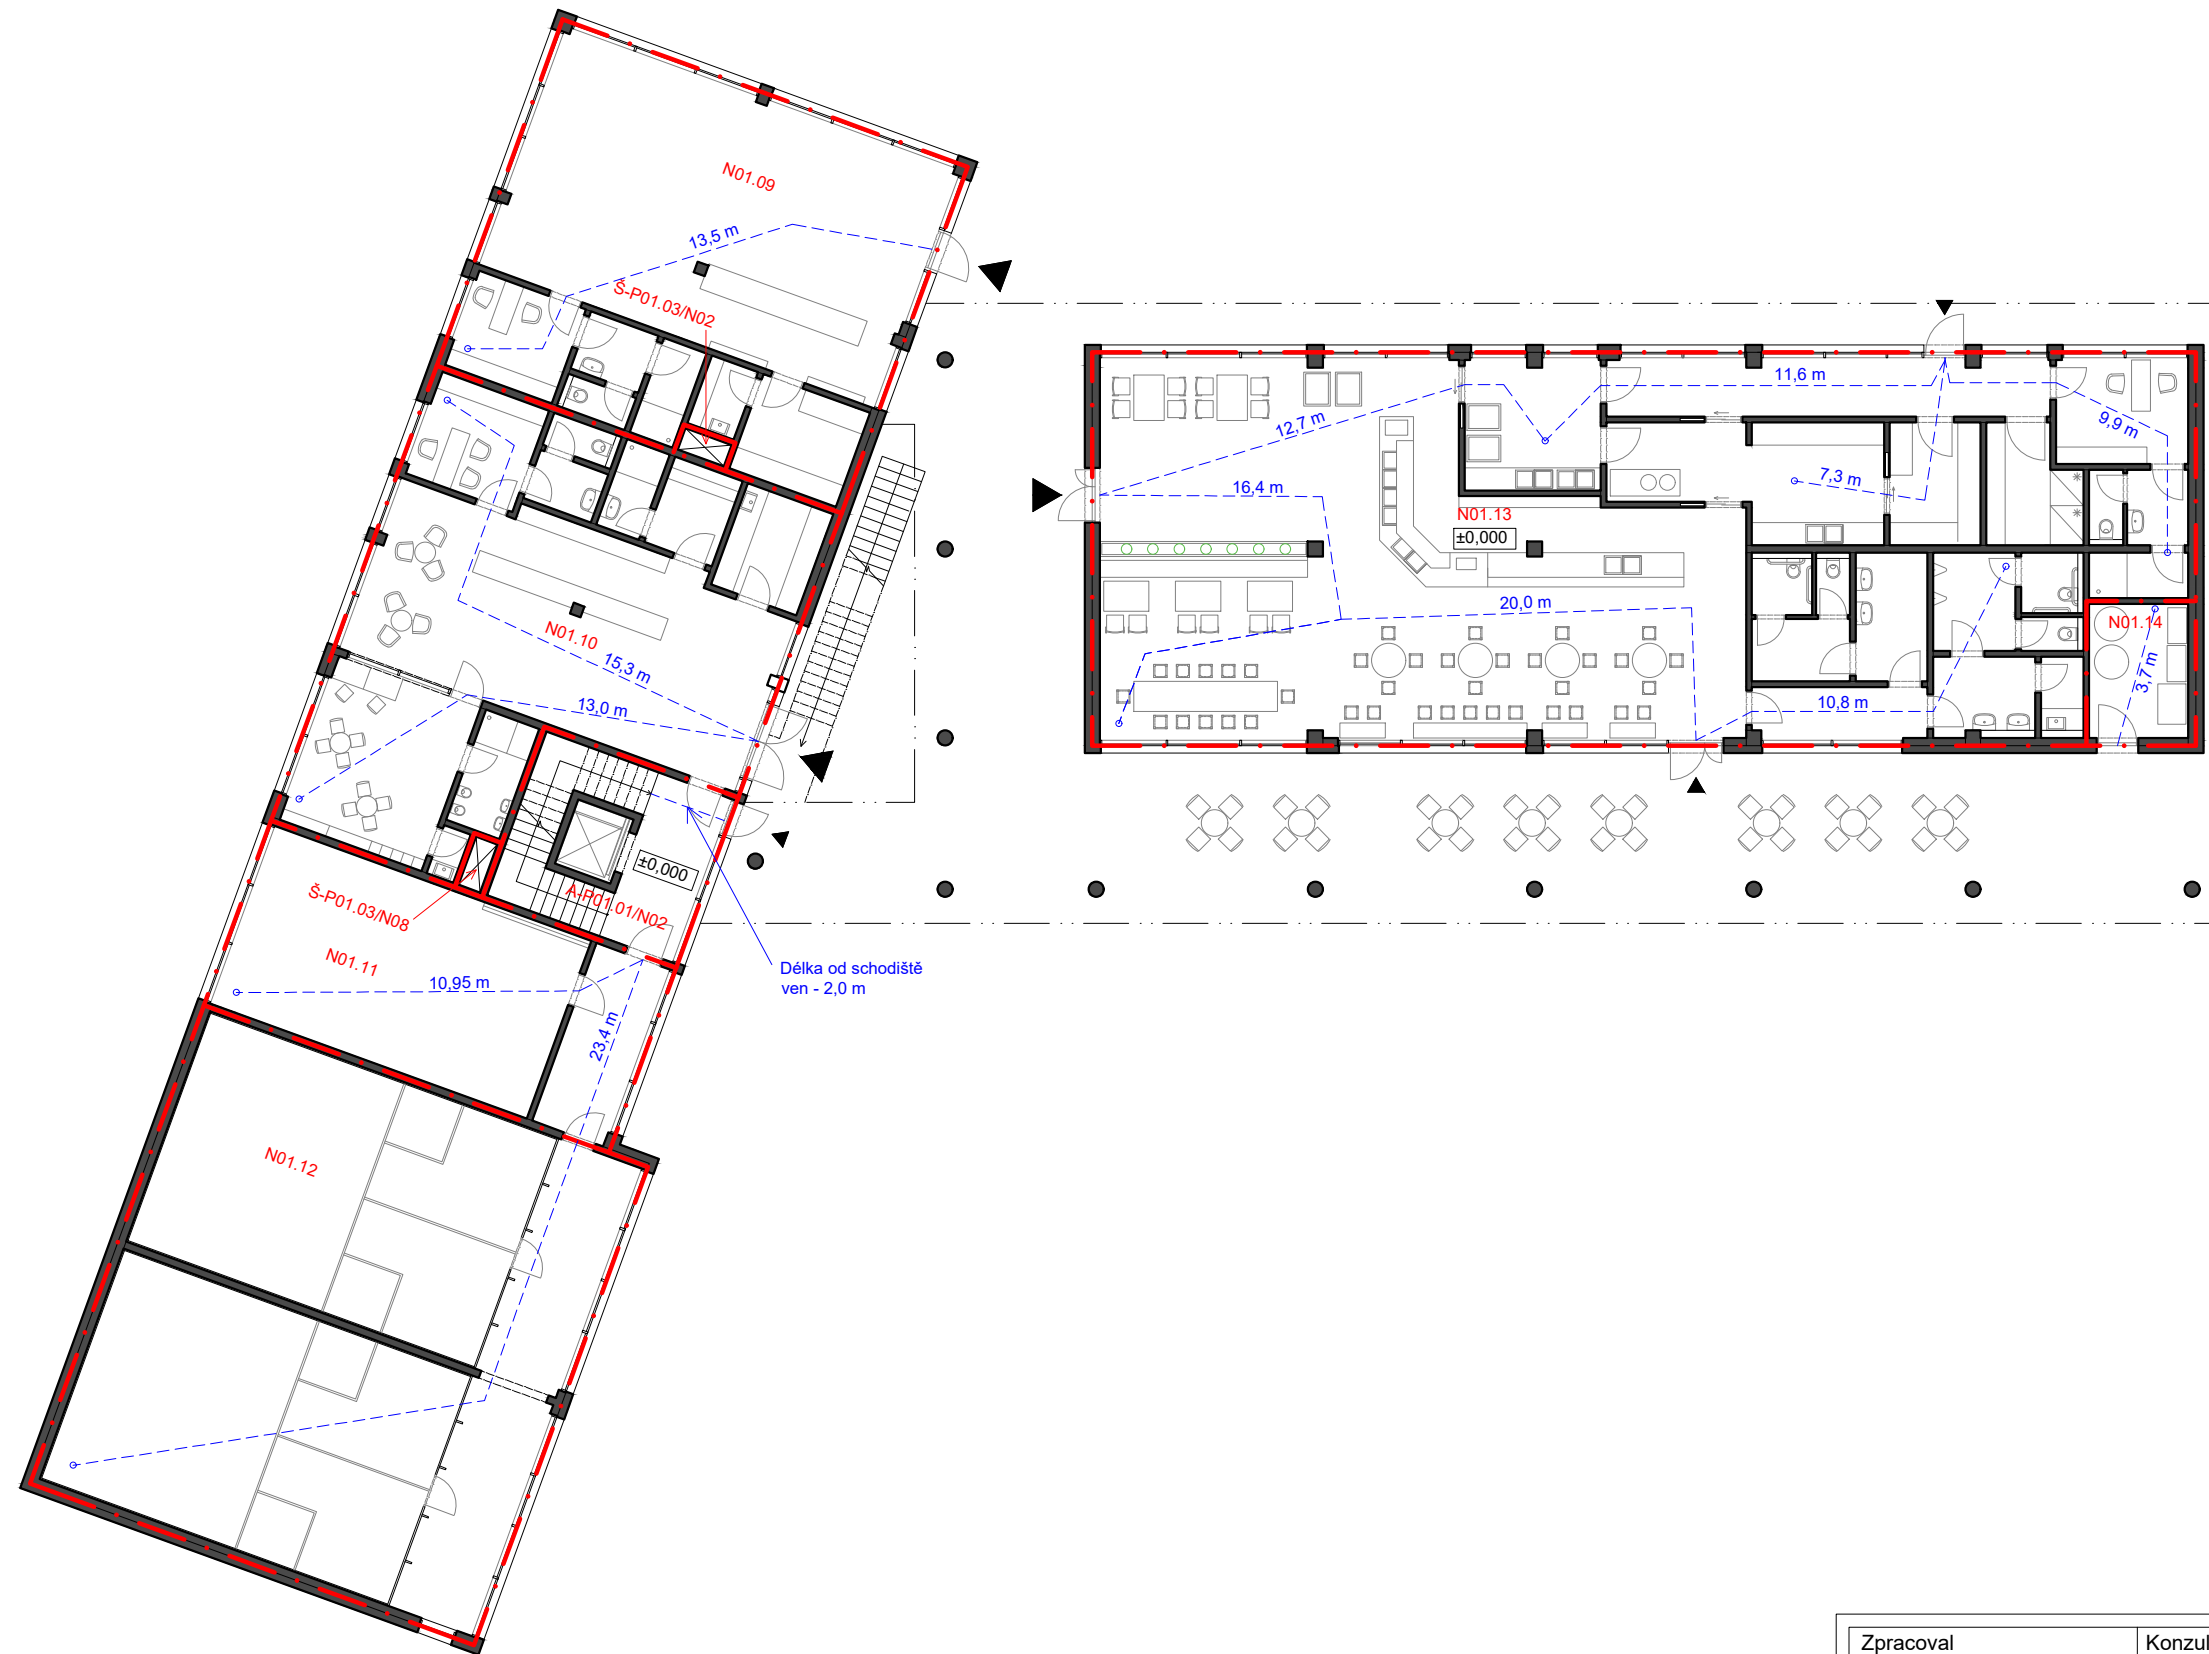 N01.09
13,5 m
Š-P01.03/N02
N01.10
15,3 m
13,0 m
±0,000
A-P01.01/N02
Š-P01.03/N08
N01.11
10,95 m
Délka od schodiště
ven - 2,0 m
23,4 m
N01.12
11,6 m
12,7 m
9,9 m
7,3 m
16,4 m
N01.13
±0,000
20,0 m
N01.14
3,7 m
10,8 m
Zpracoval
Konzul